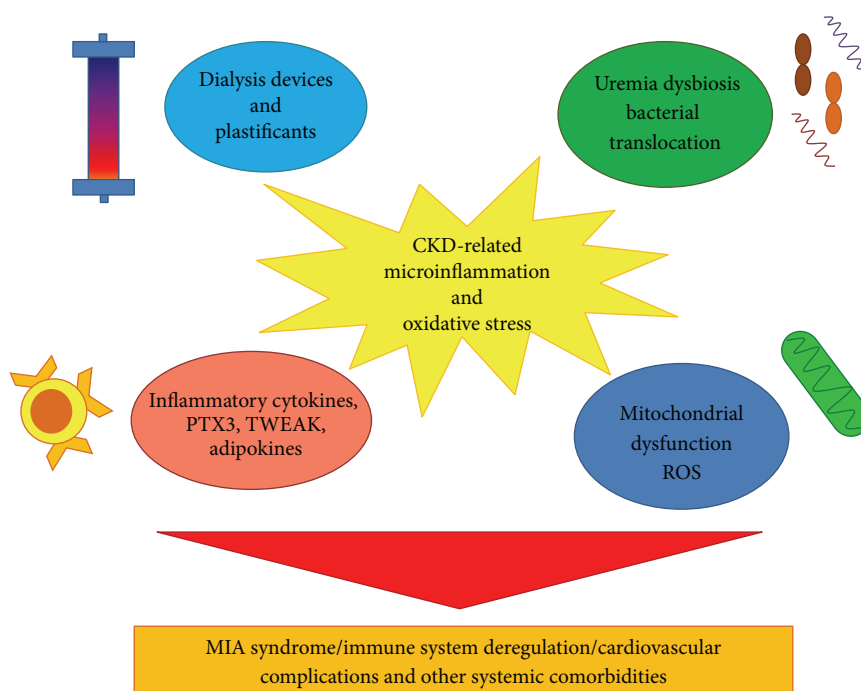 Dialysis devices
and
plastificants
Uremia dysbiosis
bacterial
translocation
CKD-related
microinflammation
and
oxidative stress
Inflammatory cytokines,
PTX3, TWEAK,
adipokines
Mitochondrial
dysfunction
ROS
MIA syndrome/immune system deregulation/cardiovascular
complications and other systemic comorbidities